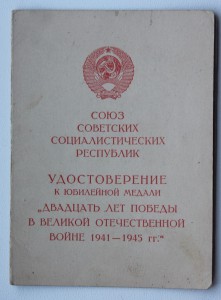 СОЮЗ
СОВЕТСКИХ
СОЦИАЛИСТИЧЕСКИХ
РЕСПУБЛИК
УДОСТОВЕРЕНИЕ
К ЮБИЛЕЙНОЙ МЕДАЛИ
„ДВАДЦАТЬ ЛЕТ ПОБЕДЫ
В ВЕЛИКОЙ ОТЕЧЕСТВЕННОЙ
ВОЙНЕ 1941—1945 гг.“